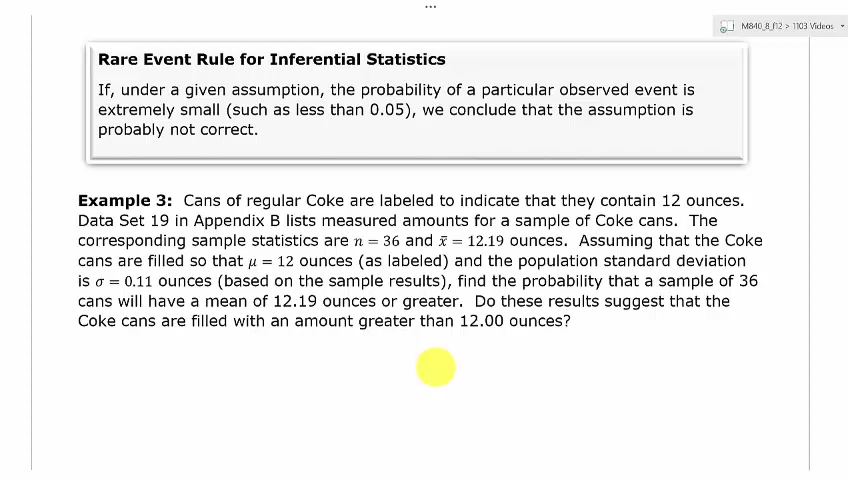 ...
M840_8_f12 > 1103 Videos
Rare Event Rule for Inferential Statistics
If, under a given assumption, the probability of a particular observed event is
extremely small (such as less than 0.05), we conclude that the assumption is
probably not correct.
Example 3: Cans of regular Coke are labeled to indicate that they contain 12 ounces.
Data Set 19 in Appendix B lists measured amounts for a sample of Coke cans. The
corresponding sample statistics are n = 36 and x̄ = 12.19 ounces. Assuming that the Coke
cans are filled so that μ = 12 ounces (as labeled) and the population standard deviation
is σ = 0.11 ounces (based on the sample results), find the probability that a sample of 36
cans will have a mean of 12.19 ounces or greater. Do these results suggest that the
Coke cans are filled with an amount greater than 12.00 ounces?